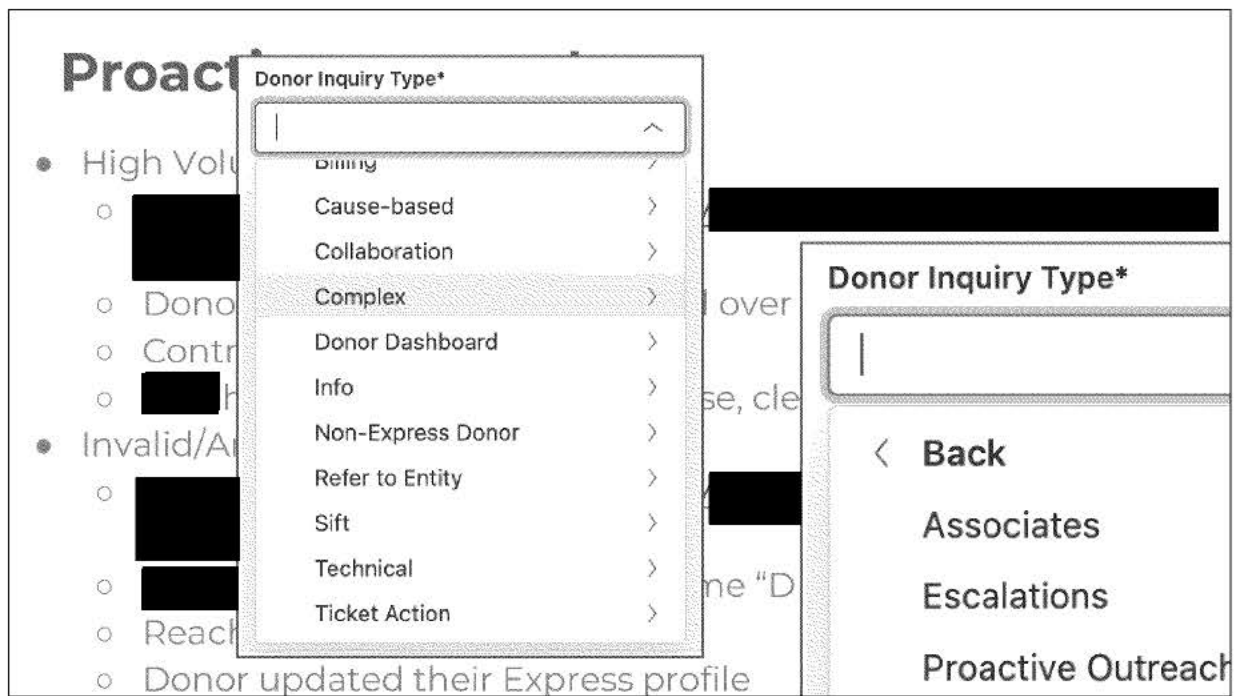 Proact
Donor Inquiry Type*
• High Volu
Billing
Cause-based
Collaboration
Complex
Donor Dashboard
Info
Non-Express Donor
Refer to Entity
Sift
Technical
Ticket Action
○ Dono
over
○ Contr
se, cle
• Invalid/A
me “D
○ Reach
○ Donor updated their Express profile
Donor Inquiry Type*
< Back
Associates
Escalations
Proactive Outreach